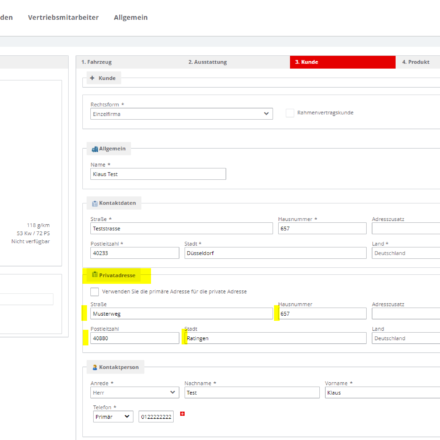 den Vertriebsmitarbeiter Allgemein
1. Fahrzeug 2. Ausstattung 3. Kunde 4. Produkt
+ Kunde
Rechtsform *
Einzelfirma
Rahmenvertragskunde
Allgemein
Name *
Klaus Test
Kontaktdaten
Straße * Hausnummer * Adresszusatz
Teststrasse 657
Postleitzahl * Stadt * Land *
40233 Düsseldorf Deutschland
118 g/km
53 Kw / 72 PS
Nicht verfügbar
Privatadresse
Verwenden Sie die primäre Adresse für die private Adresse
Straße Hausnummer Adresszusatz
Musterweg 657
Postleitzahl Stadt Land
40880 Ratingen Deutschland
Kontaktperson
Anrede * Nachname * Vorname *
Herr Test Klaus
Telefon *
Primär 0122222222